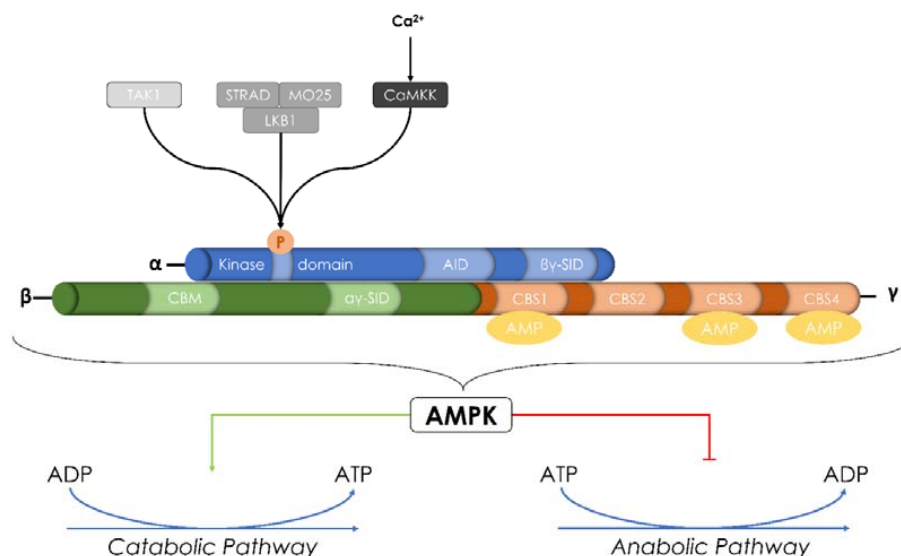 Ca²⁺
TAK1
STRAD MO25
LKB1
CaMKK
P
α
Kinase domain
AID
βγ-SID
β
CBM
αγ-SID
CBS1
CBS2
CBS3
CBS4
γ
AMP
AMP
AMP
AMPK
ADP
ATP
ATP
ADP
Catabolic Pathway
Anabolic Pathway